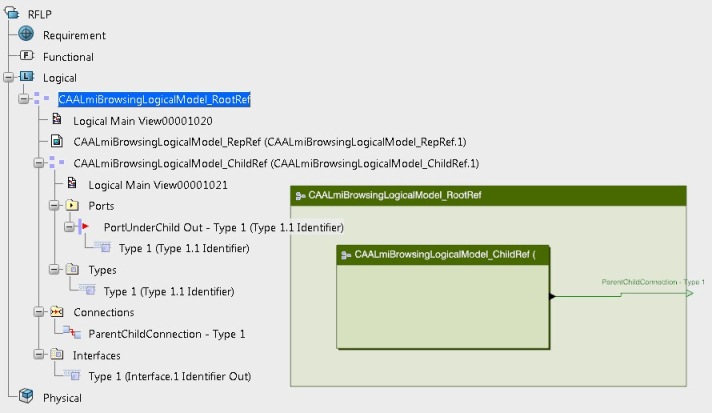 RFLP
Requirement
Functional
Logical
CAALmiBrowsingLogicalModel_RootRef
Logical Main View00001020
CAALmiBrowsingLogicalModel_RepRef (CAALmiBrowsingLogicalModel_RepRef.1)
CAALmiBrowsingLogicalModel_ChildRef (CAALmiBrowsingLogicalModel_ChildRef.1)
Logical Main View00001021
Ports
PortUnderChild Out - Type 1 (Type 1.1 Identifier)
Type 1 (Type 1.1 Identifier)
Types
Type 1 (Type 1.1 Identifier)
Connections
ParentChildConnection - Type 1
Interfaces
Type 1 (Interface.1 Identifier Out)
Physical
CAALmiBrowsingLogicalModel_RootRef
CAALmiBrowsingLogicalModel_ChildRef (
ParentChildConnection - Type 1